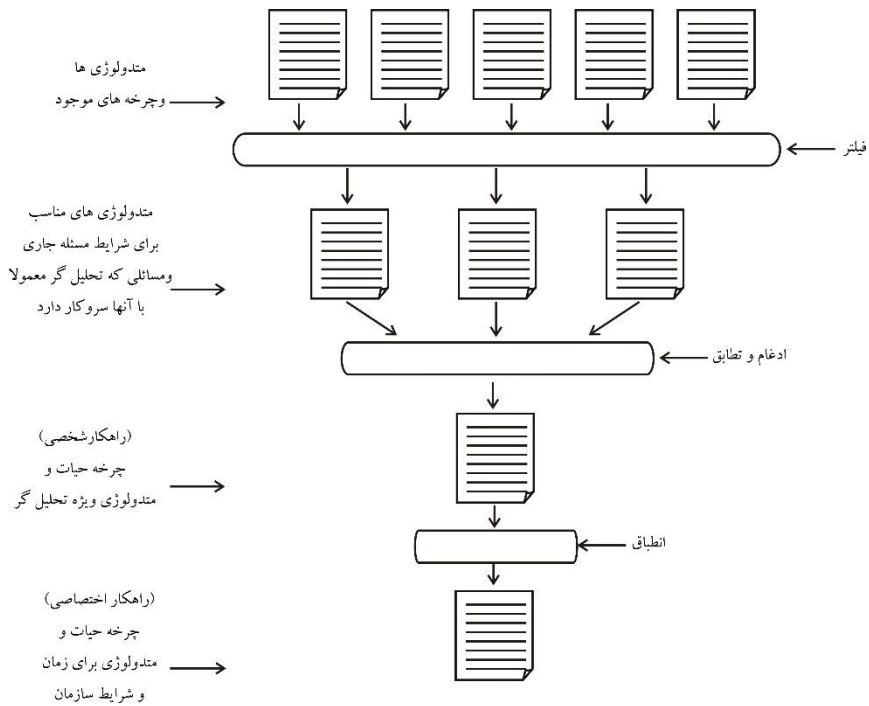 متدولوژی ها
وچرخه های موجود
فیلتر
متدولوژی های مناسب
برای شرایط مسئله جاری
ومسائلی که تحلیل گر معمولا
با آنها سروکار دارد
ادغام و تطابق
(راهکارشخصی)
چرخه حیات و
متدولوژی ویژه تحلیل گر
انطباق
(راهکار اختصاصی)
چرخه حیات و
متدولوژی برای زمان
و شرایط سازمان